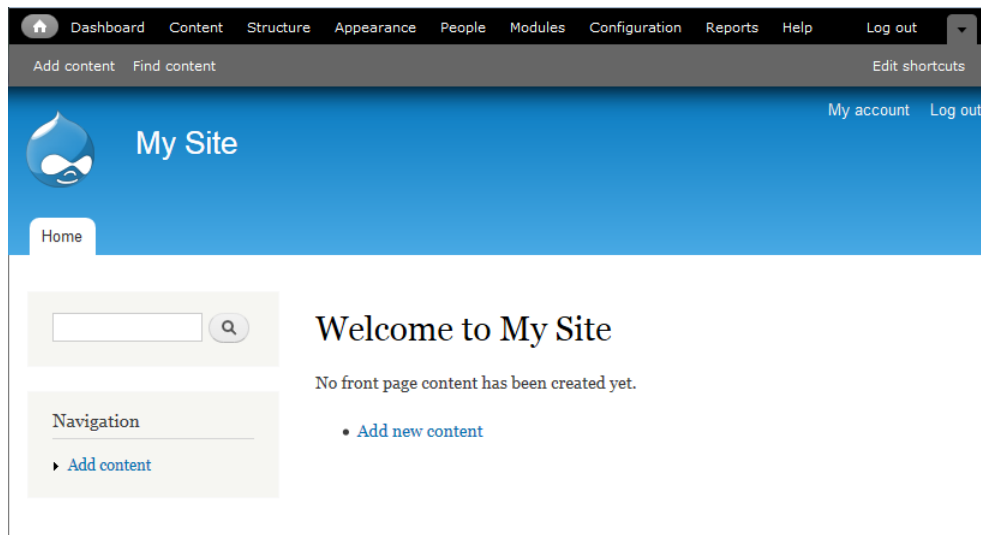 Dashboard Content Structure Appearance People Modules Configuration Reports Help Log out
Add content Find content Edit shortcuts
My account Log out
My Site
Home
Welcome to My Site
No front page content has been created yet.
Navigation
Add new content
Add content